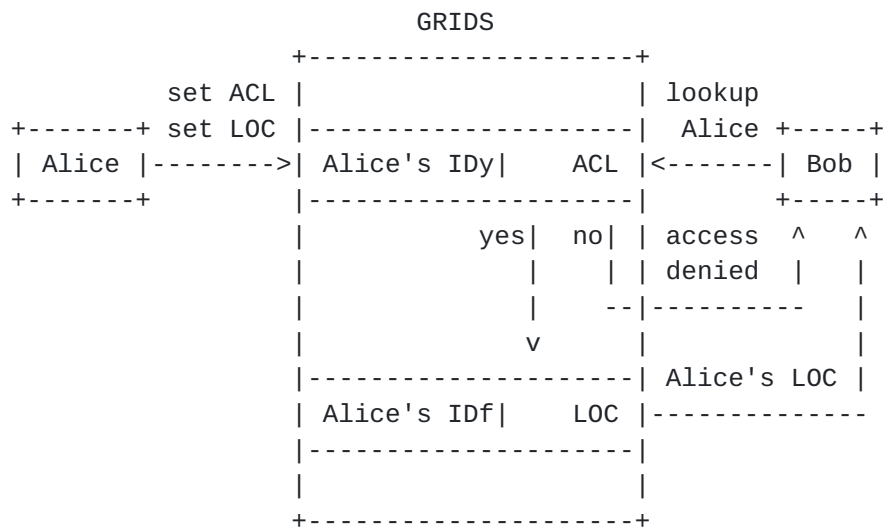 GRIDS
set ACL lookup
set LOC Alice
Alice Alice's IDy ACL Bob
yes no access
denied
Alice's LOC
Alice's IDf LOC